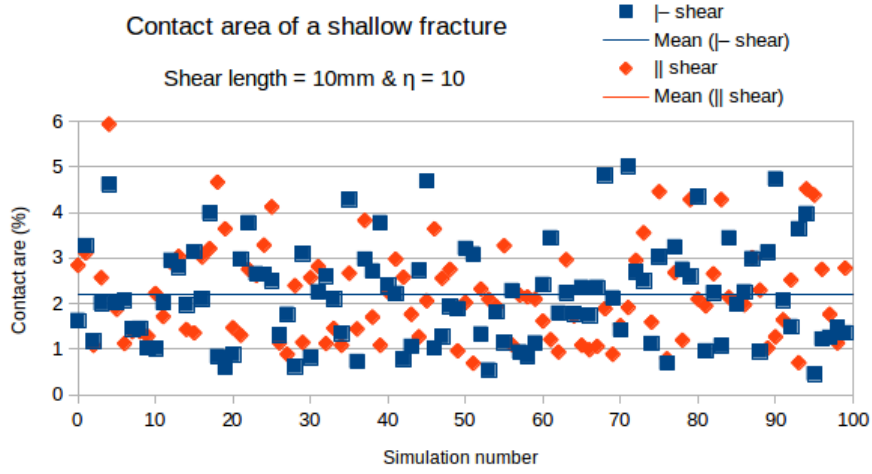 Contact area of a shallow fracture
Shear length = 10mm & η = 10
|– shear
Mean (|– shear)
|| shear
Mean (|| shear)
Contact are (%)
6
5
4
3
2
1
0
0 10 20 30 40 50 60 70 80 90 100
Simulation number